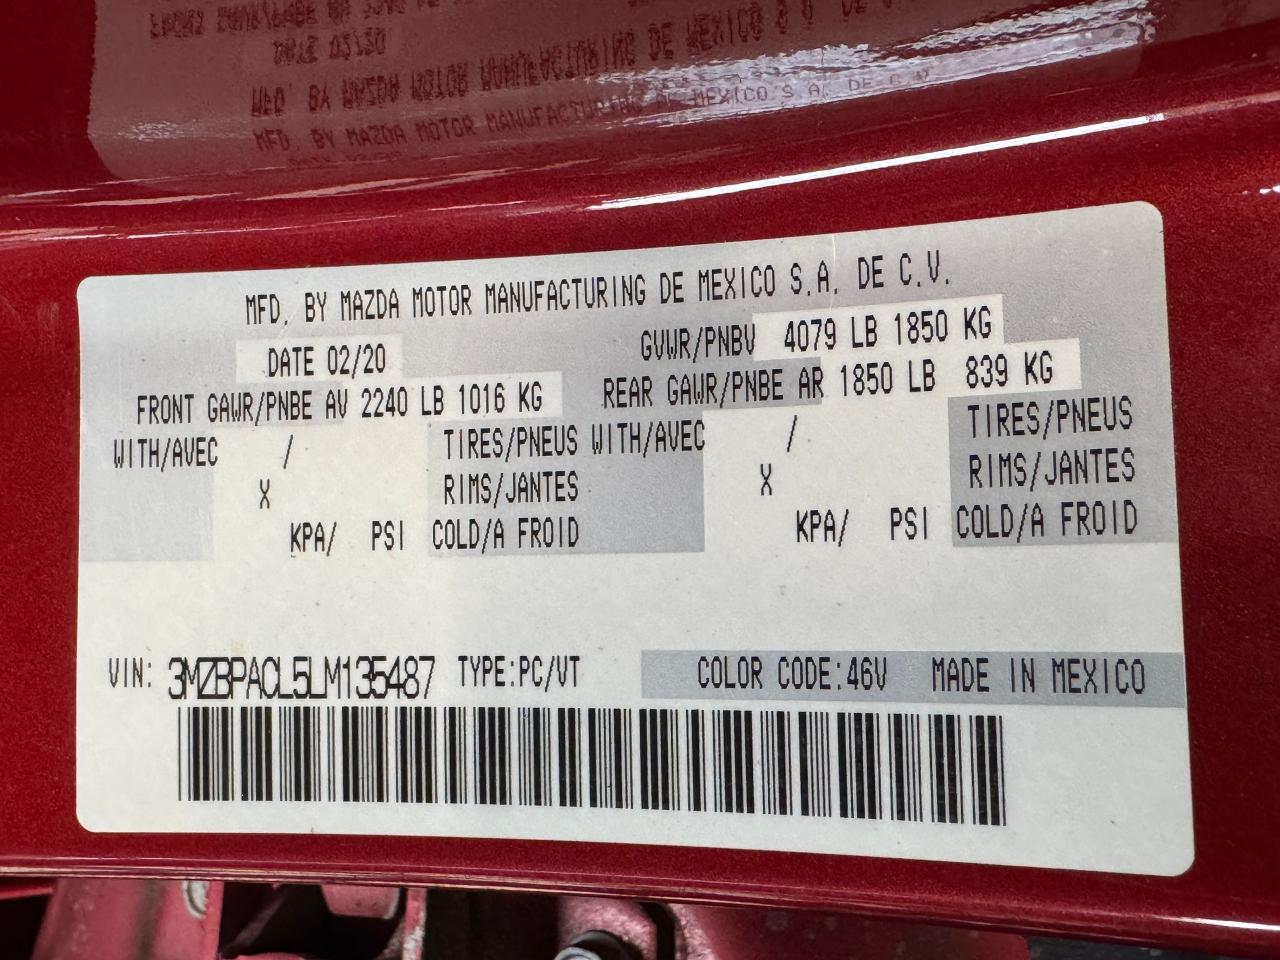 MFD. BY MAZDA MOTOR MANUFACTURING DE MEXICO S.A. DE C.V.
DATE 02/20
GVWR/PNBV 4079 LB 1850 KG
FRONT GAWR/PNBE AV 2240 LB 1016 KG
REAR GAWR/PNBE AR 1850 LB 839 KG
WITH/AVEC / TIRES/PNEUS WITH/AVEC / TIRES/PNEUS
X RIMS/JANTES X RIMS/JANTES
KPA/ PSI COLD/A FROID KPA/ PSI COLD/A FROID
VIN: 3MZBPACL5LM135487 TYPE:PC/VT COLOR CODE:46V MADE IN MEXICO